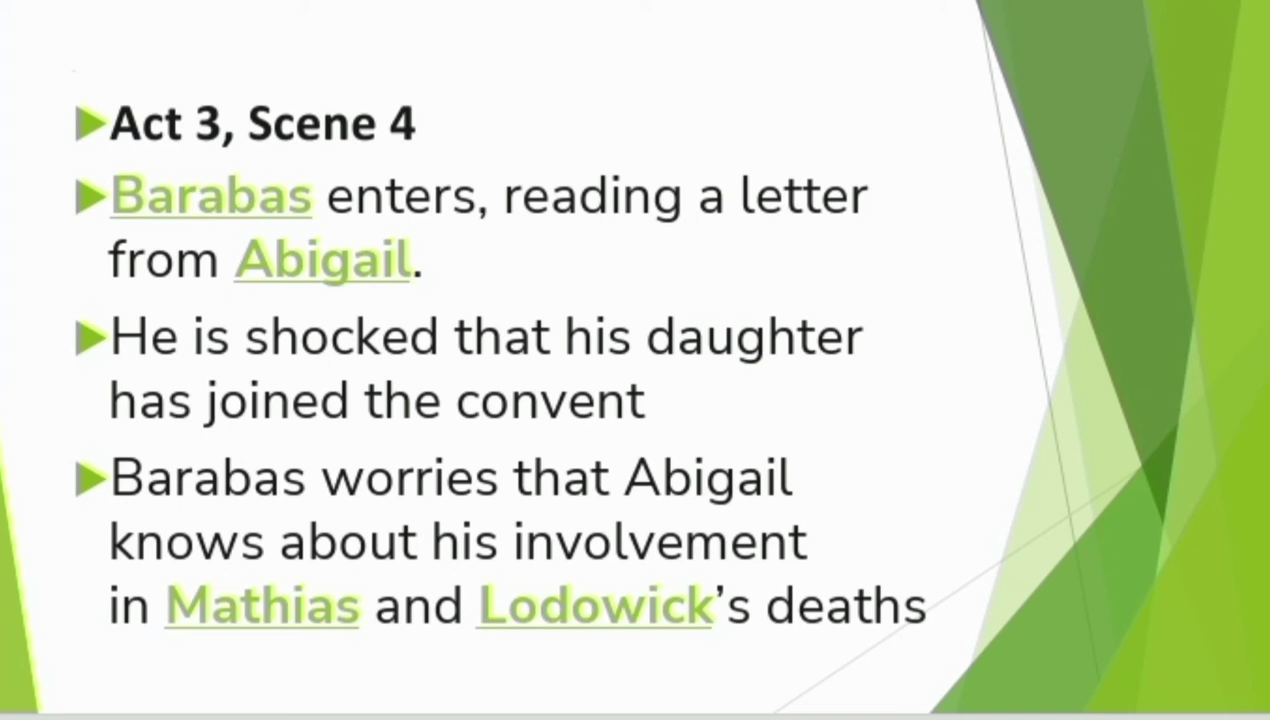 Act 3, Scene 4
Barabas enters, reading a letter
from Abigail.
He is shocked that his daughter
has joined the convent
Barabas worries that Abigail
knows about his involvement
in Mathias and Lodowick’s deaths